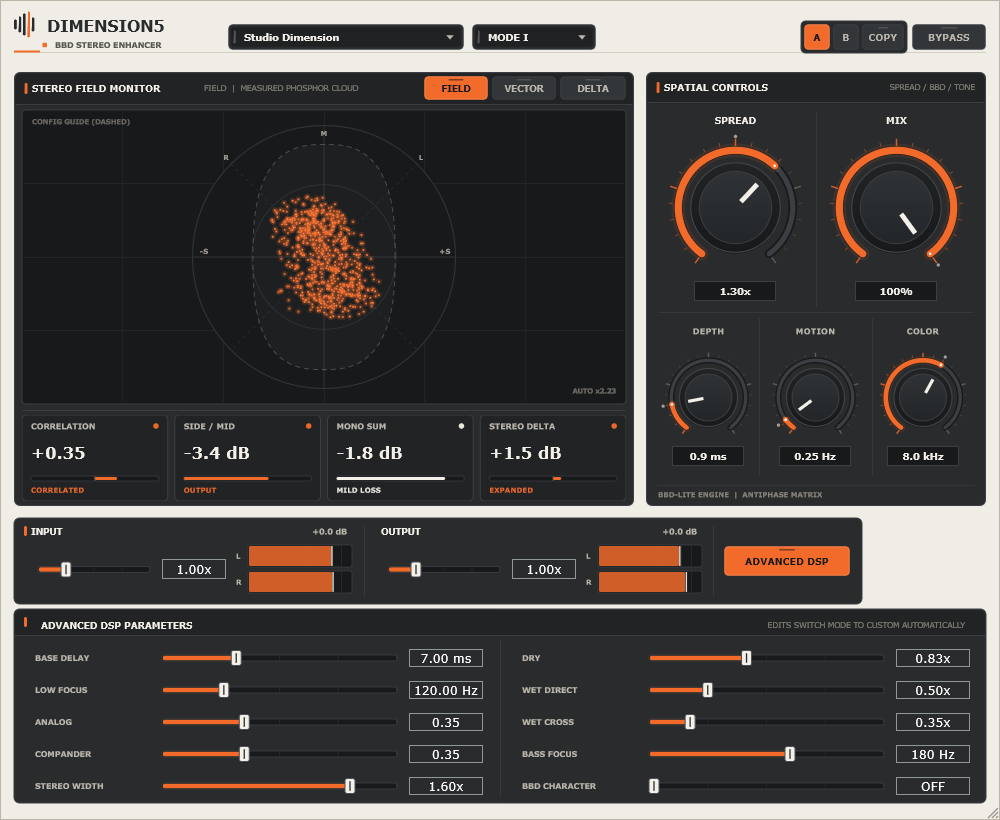 DIMENSION5
BBD STEREO ENHANCER
Studio Dimension
MODE I
A B COPY
BYPASS
STEREO FIELD MONITOR
FIELD | MEASURED PHOSPHOR CLOUD
FIELD
VECTOR
DELTA
CONFIG GUIDE (DASHED)
M
R
L
-S
+S
AUTO x2.23
CORRELATION
+0.35
CORRELATED
SIDE / MID
-3.4 dB
OUTPUT
MONO SUM
-1.8 dB
MILD LOSS
STEREO DELTA
+1.5 dB
EXPANDED
SPATIAL CONTROLS
SPREAD / BBD / TONE
SPREAD
1.30x
MIX
100%
DEPTH
0.9 ms
MOTION
0.25 Hz
COLOR
8.0 kHz
BBD-LITE ENGINE | ANTIPHASE MATRIX
INPUT
+0.0 dB
1.00x
L
R
OUTPUT
+0.0 dB
1.00x
L
R
ADVANCED DSP
ADVANCED DSP PARAMETERS
EDITS SWITCH MODE TO CUSTOM AUTOMATICALLY
BASE DELAY
7.00 ms
LOW FOCUS
120.00 Hz
ANALOG
0.35
COMPANDER
0.35
STEREO WIDTH
1.60x
DRY
0.83x
WET DIRECT
0.50x
WET CROSS
0.35x
BASS FOCUS
180 Hz
BBD CHARACTER
OFF